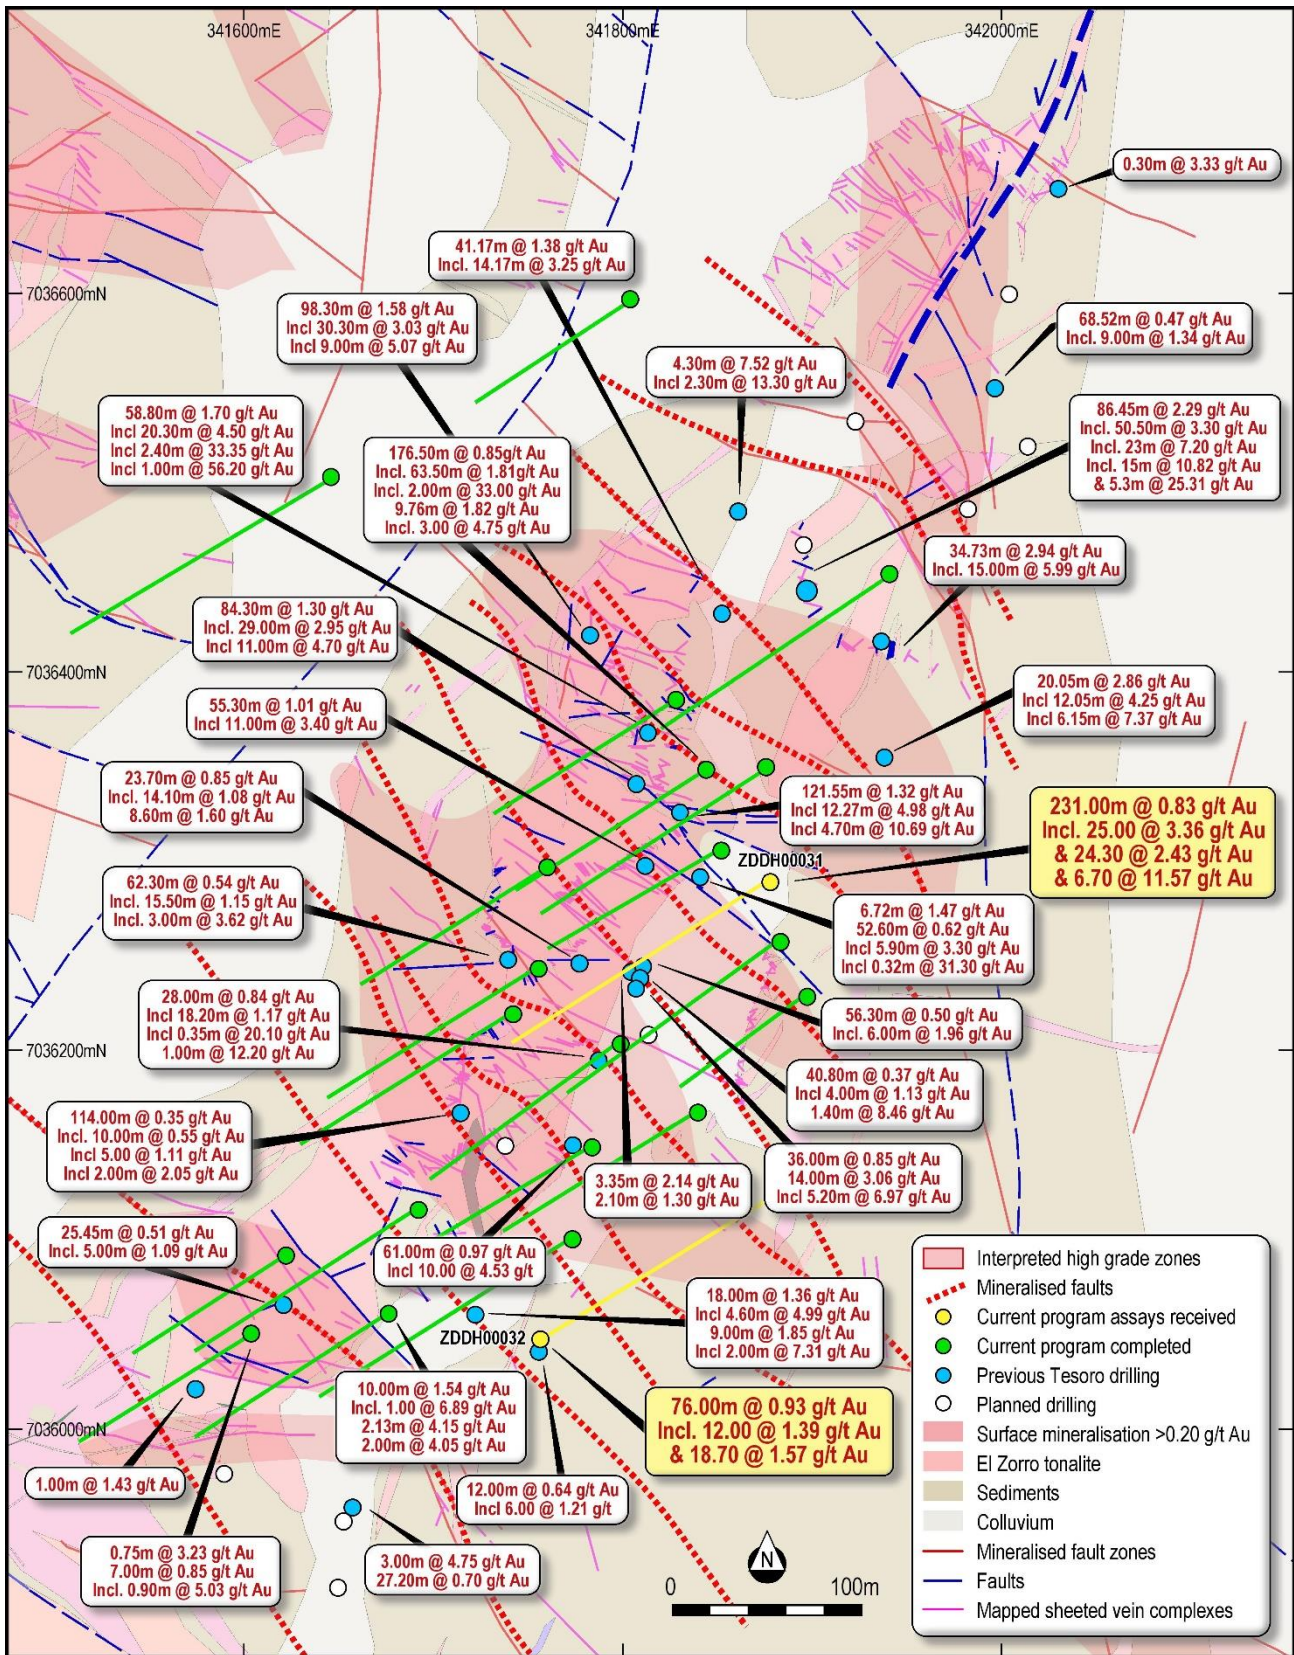 341600mE
341800mE
342000mE
0.30m @ 3.33 g/t Au
41.17m @ 1.38 g/t Au
Incl. 14.17m @ 3.25 g/t Au
7036600mN
98.30m @ 1.58 g/t Au
Incl 30.30m @ 3.03 g/t Au
Incl 9.00m @ 5.07 g/t Au
68.52m @ 0.47 g/t Au
Incl. 9.00m @ 1.34 g/t Au
4.30m @ 7.52 g/t Au
Incl 2.30m @ 13.30 g/t Au
58.80m @ 1.70 g/t Au
Incl 20.30m @ 4.50 g/t Au
Incl 2.40m @ 33.35 g/t Au
Incl 1.00m @ 56.20 g/t Au
86.45m @ 2.29 g/t Au
Incl. 50.50m @ 3.30 g/t Au
Incl. 23m @ 7.20 g/t Au
Incl. 15m @ 10.82 g/t Au
& 5.3m @ 25.31 g/t Au
176.50m @ 0.85g/t Au
Incl. 63.50m @ 1.81g/t Au
Incl. 2.00m @ 33.00 g/t Au
9.76m @ 1.82 g/t Au
Incl. 3.00 @ 4.75 g/t Au
34.73m @ 2.94 g/t Au
Incl. 15.00m @ 5.99 g/t Au
84.30m @ 1.30 g/t Au
Incl. 29.00m @ 2.95 g/t Au
Incl 11.00m @ 4.70 g/t Au
7036400mN
20.05m @ 2.86 g/t Au
Incl 12.05m @ 4.25 g/t Au
Incl 6.15m @ 7.37 g/t Au
55.30m @ 1.01 g/t Au
Incl 11.00m @ 3.40 g/t Au
23.70m @ 0.85 g/t Au
Incl. 14.10m @ 1.08 g/t Au
8.60m @ 1.60 g/t Au
121.55m @ 1.32 g/t Au
Incl 12.27m @ 4.98 g/t Au
Incl 4.70m @ 10.69 g/t Au
231.00m @ 0.83 g/t Au
Incl. 25.00 @ 3.36 g/t Au
& 24.30 @ 2.43 g/t Au
& 6.70 @ 11.57 g/t Au
ZDDH00031
62.30m @ 0.54 g/t Au
Incl. 15.50m @ 1.15 g/t Au
Incl. 3.00m @ 3.62 g/t Au
6.72m @ 1.47 g/t Au
52.60m @ 0.62 g/t Au
Incl 5.90m @ 3.30 g/t Au
Incl 0.32m @ 31.30 g/t Au
28.00m @ 0.84 g/t Au
Incl 18.20m @ 1.17 g/t Au
Incl 0.35m @ 20.10 g/t Au
1.00m @ 12.20 g/t Au
56.30m @ 0.50 g/t Au
Incl. 6.00m @ 1.96 g/t Au
7036200mN
40.80m @ 0.37 g/t Au
Incl 4.00m @ 1.13 g/t Au
1.40m @ 8.46 g/t Au
114.00m @ 0.35 g/t Au
Incl. 10.00m @ 0.55 g/t Au
Incl. 5.00 @ 1.11 g/t Au
Incl 2.00m @ 2.05 g/t Au
36.00m @ 0.85 g/t Au
14.00m @ 3.06 g/t Au
Incl 5.20m @ 6.97 g/t Au
3.35m @ 2.14 g/t Au
2.10m @ 1.30 g/t Au
25.45m @ 0.51 g/t Au
Incl. 5.00m @ 1.09 g/t Au
61.00m @ 0.97 g/t Au
Incl 10.00 @ 4.53 g/t
18.00m @ 1.36 g/t Au
Incl 4.60m @ 4.99 g/t Au
9.00m @ 1.85 g/t Au
Incl 2.00m @ 7.31 g/t Au
ZDDH00032
10.00m @ 1.54 g/t Au
Incl. 1.00 @ 6.89 g/t Au
2.13m @ 4.15 g/t Au
2.00m @ 4.05 g/t Au
76.00m @ 0.93 g/t Au
Incl. 12.00 @ 1.39 g/t Au
& 18.70 @ 1.57 g/t Au
7036000mN
1.00m @ 1.43 g/t Au
12.00m @ 0.64 g/t Au
Incl 6.00 @ 1.21 g/t
0.75m @ 3.23 g/t Au
7.00m @ 0.85 g/t Au
Incl. 0.90m @ 5.03 g/t Au
3.00m @ 4.75 g/t Au
27.20m @ 0.70 g/t Au
N
0
100m
Interpreted high grade zones
Mineralised faults
Current program assays received
Current program completed
Previous Tesoro drilling
Planned drilling
Surface mineralisation >0.20 g/t Au
El Zorro tonalite
Sediments
Colluvium
Mineralised fault zones
Faults
Mapped sheeted vein complexes